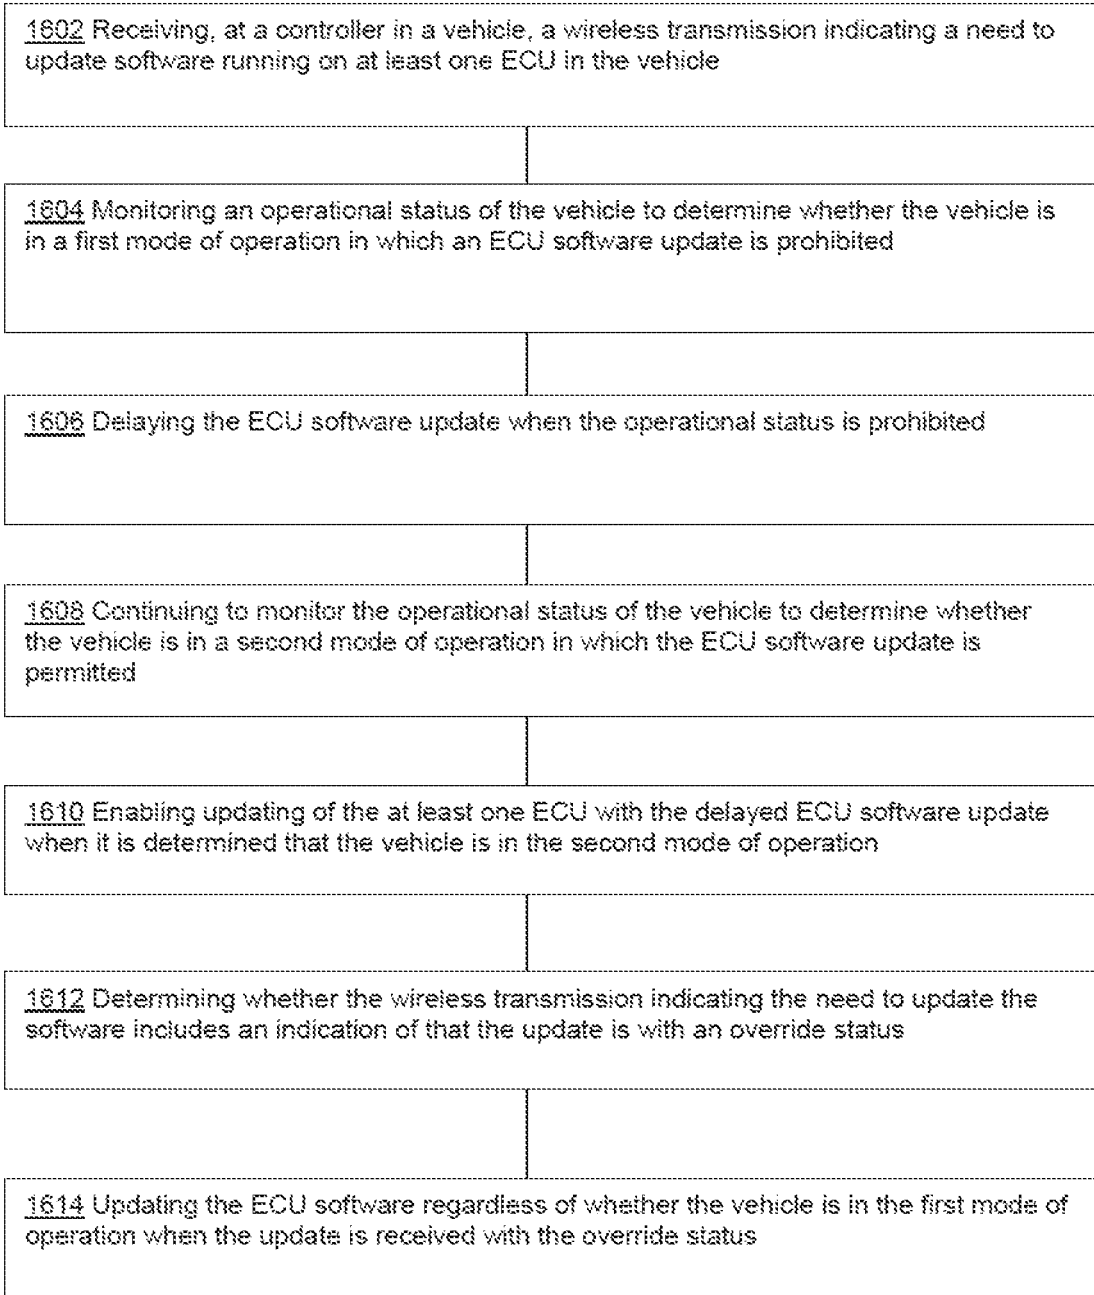 1602 Receiving, at a controller in a vehicle, a wireless transmission indicating a need to
update software running on at least one ECU in the vehicle
1604 Monitoring an operational status of the vehicle to determine whether the vehicle is
in a first mode of operation in which an ECU software update is prohibited
1606 Delaying the ECU software update when the operational status is prohibited
1608 Continuing to monitor the operational status of the vehicle to determine whether
the vehicle is in a second mode of operation in which the ECU software update is
permitted
1610 Enabling updating of the at least one ECU with the delayed ECU software update
when it is determined that the vehicle is in the second mode of operation
1612 Determining whether the wireless transmission indicating the need to update the
software includes an indication of that the update is with an override status
1614 Updating the ECU software regardless of whether the vehicle is in the first mode of
operation when the update is received with the override status